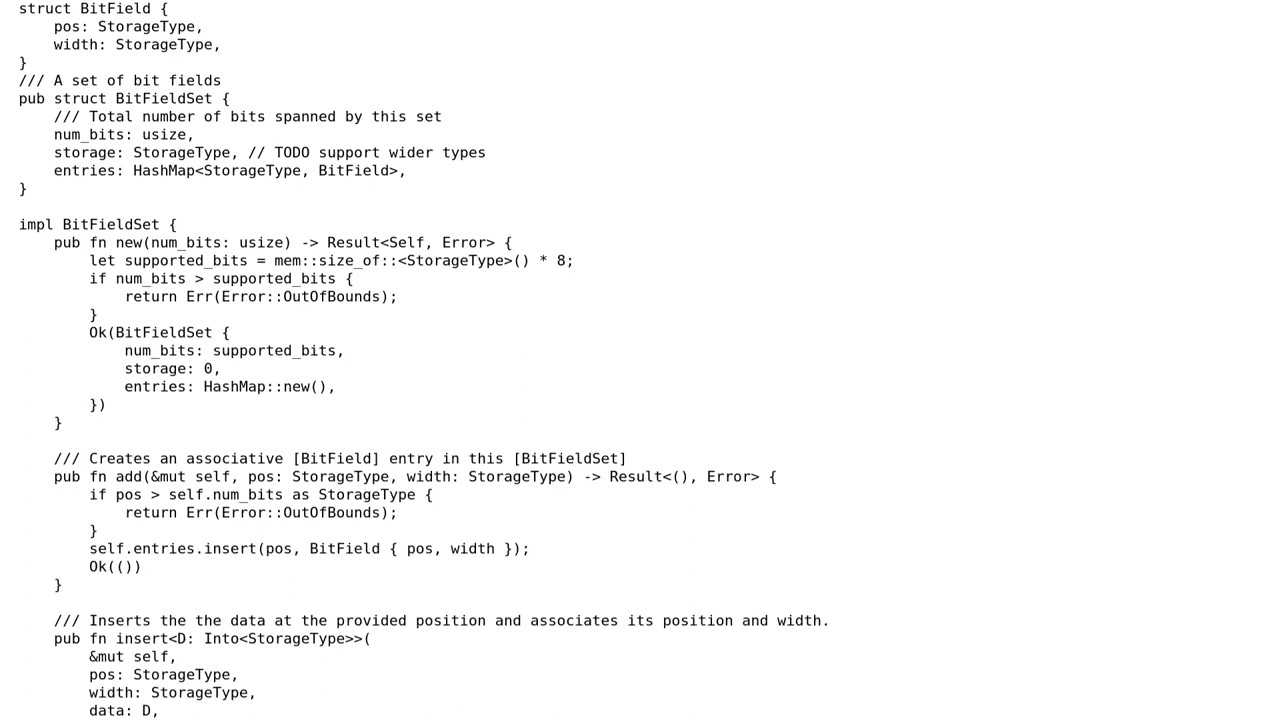 struct BitField {
    pos: StorageType,
    width: StorageType,
}
/// A set of bit fields
pub struct BitFieldSet {
    /// Total number of bits spanned by this set
    num_bits: usize,
    storage: StorageType, // TODO support wider types
    entries: HashMap<StorageType, BitField>,
}

impl BitFieldSet {
    pub fn new(num_bits: usize) -> Result<Self, Error> {
        let supported_bits = mem::size_of::<StorageType>() * 8;
        if num_bits > supported_bits {
            return Err(Error::OutOfBounds);
        }
        Ok(BitFieldSet {
            num_bits: supported_bits,
            storage: 0,
            entries: HashMap::new(),
        })
    }

    /// Creates an associative [BitField] entry in this [BitFieldSet]
    pub fn add(&mut self, pos: StorageType, width: StorageType) -> Result<(), Error> {
        if pos > self.num_bits as StorageType {
            return Err(Error::OutOfBounds);
        }
        self.entries.insert(pos, BitField { pos, width });
        Ok(())
    }

    /// Inserts the the data at the provided position and associates its position and width.
    pub fn insert<D: Into<StorageType>>(
        &mut self,
        pos: StorageType,
        width: StorageType,
        data: D,